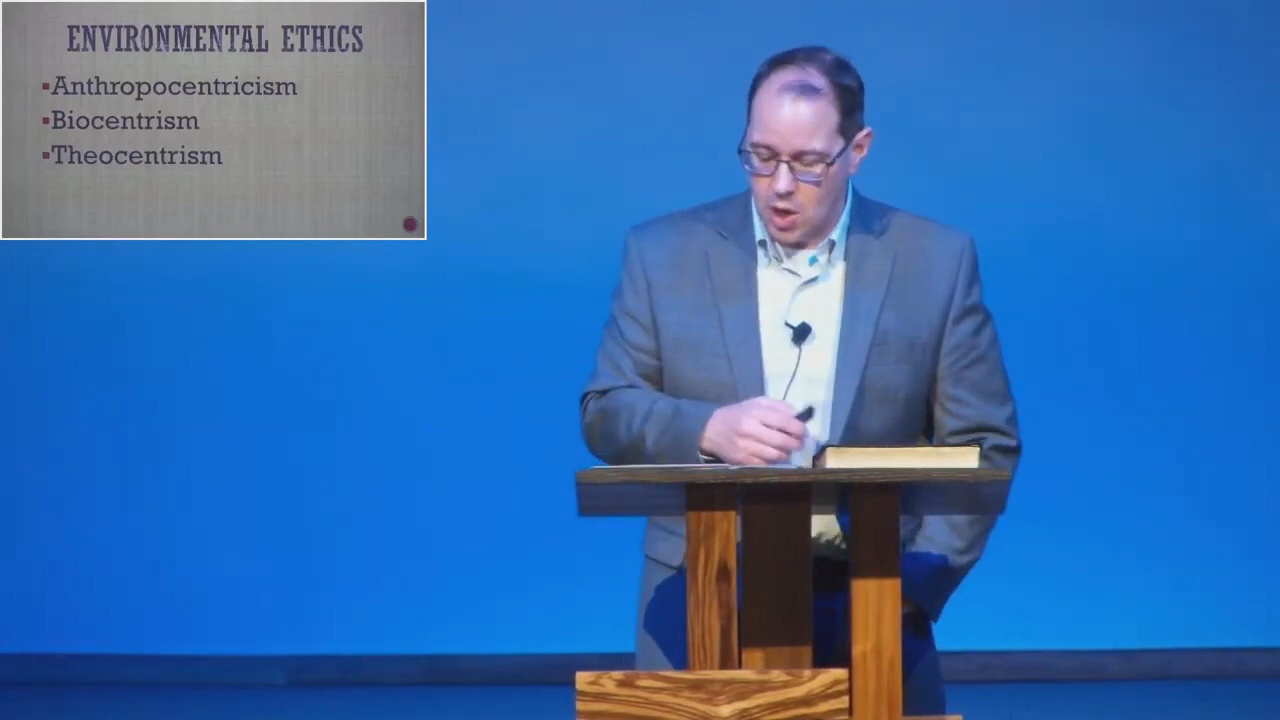 ENVIRONMENTAL ETHICS
▪Anthropocentricism
▪Biocentrism
▪Theocentrism